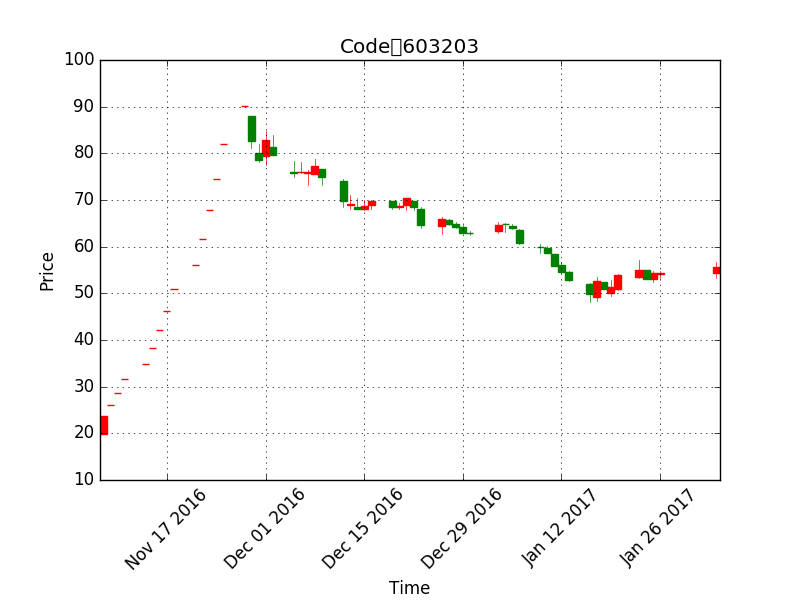 Code▯603203
100
90
80
70
60
50
40
30
20
10
Price
Nov 17 2016
Dec 01 2016
Dec 15 2016
Dec 29 2016
Jan 12 2017
Jan 26 2017
Time